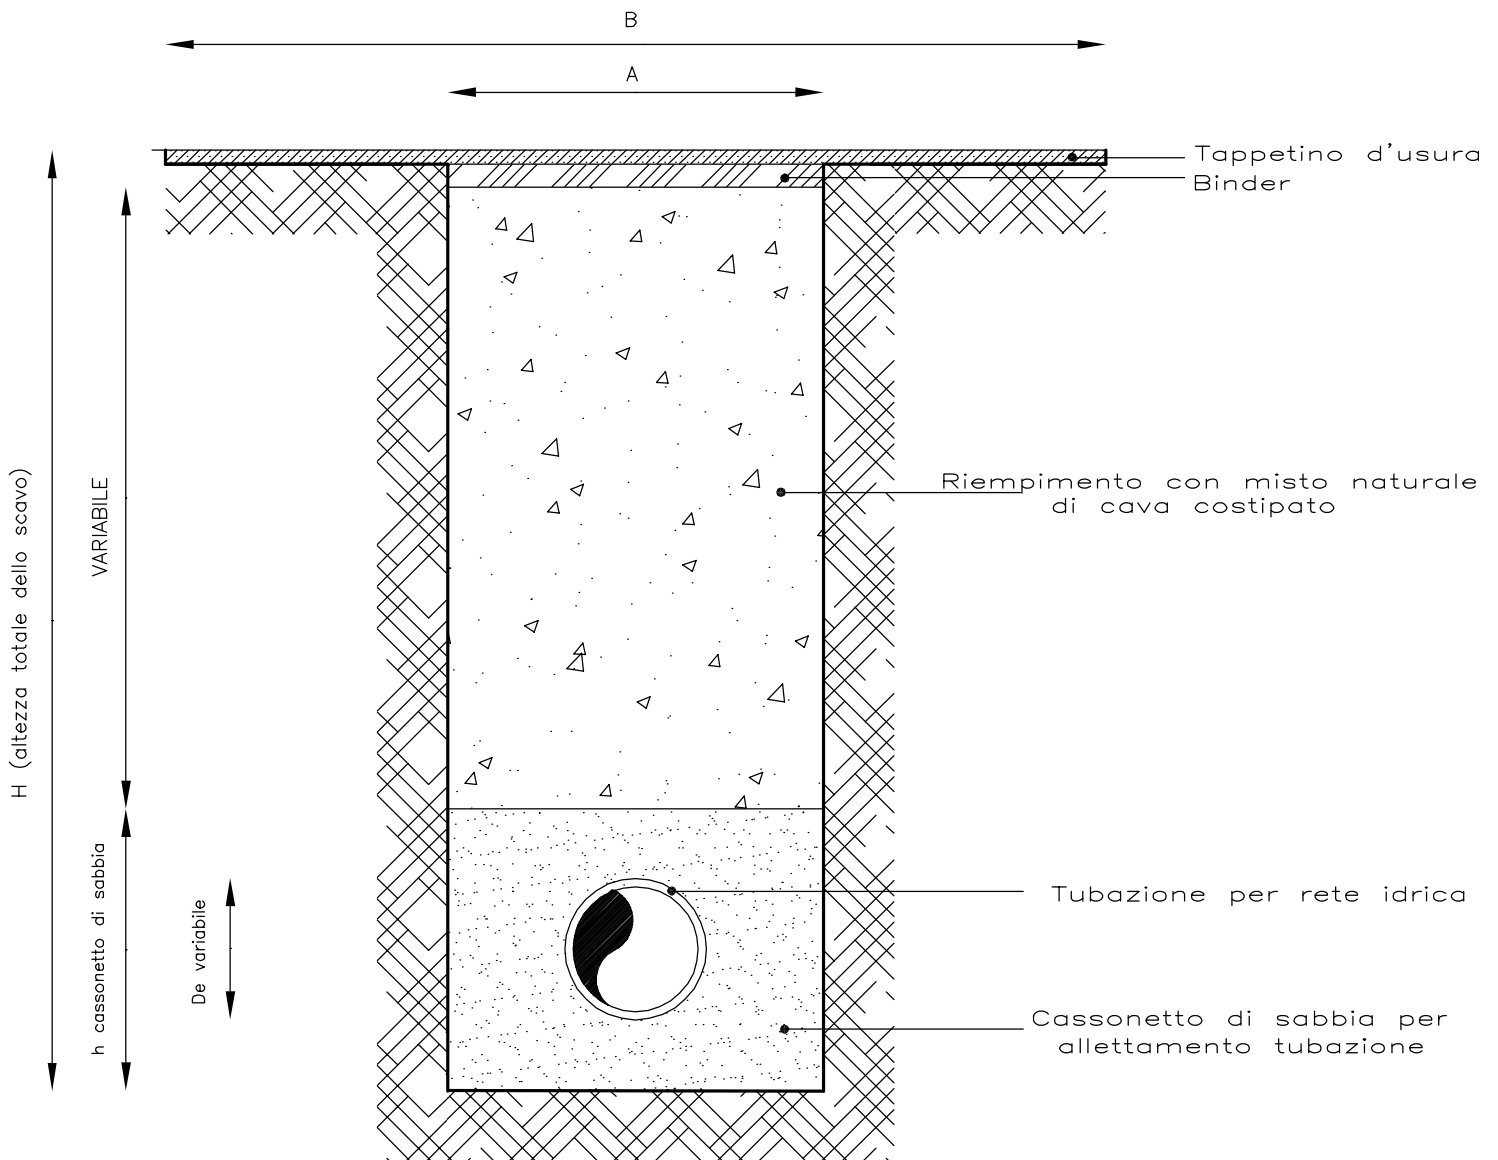 B
A
Tappetino d'usura
Binder
Riempimento con misto naturale
di cava costipato
H (altezza totale dello scavo)
VARIABILE
h cassonetto di sabbia
De variabile
Tubazione per rete idrica
Cassonetto di sabbia per
allettamento tubazione